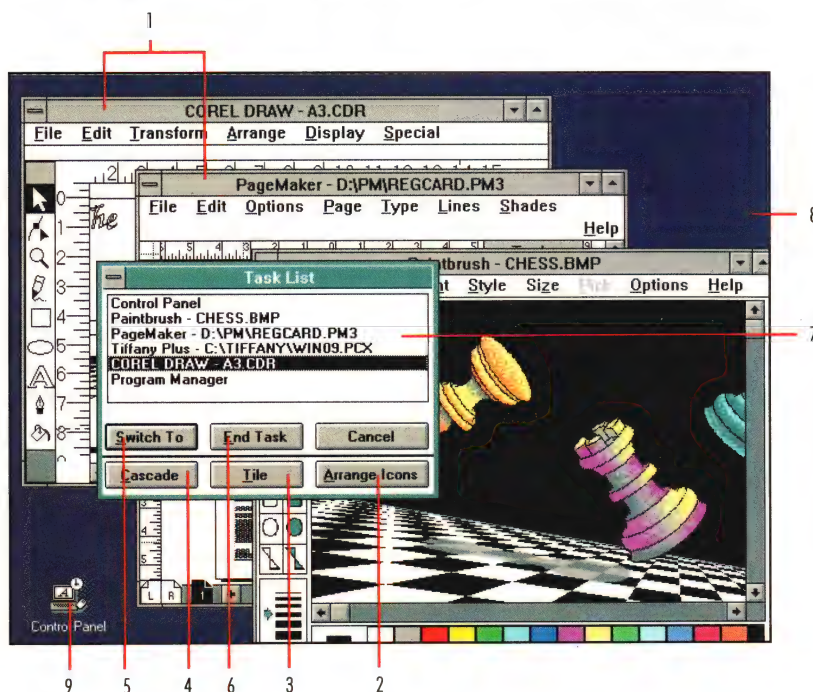 1
COREL DRAW - A3.CDR
File Edit Transform Arrange Display Special
PageMaker - D:\PM\REGCARD.PM3
File Edit Options Page Type Lines Shades
Help
8
The
Paintbrush - CHESS.BMP
Style Size Pick Options Help
Task List
Control Panel
Paintbrush - CHESS.BMP
PageMaker - D:\PM\REGCARD.PM3
7
Tiffany Plus - C:\TIFFANY\WIN09.PCX
COREL DRAW - A3.CDR
Program Manager
Switch To End Task Cancel
Cascade Tile Arrange Icons
L R 1
Control Panel
9 5 4 6 3 2